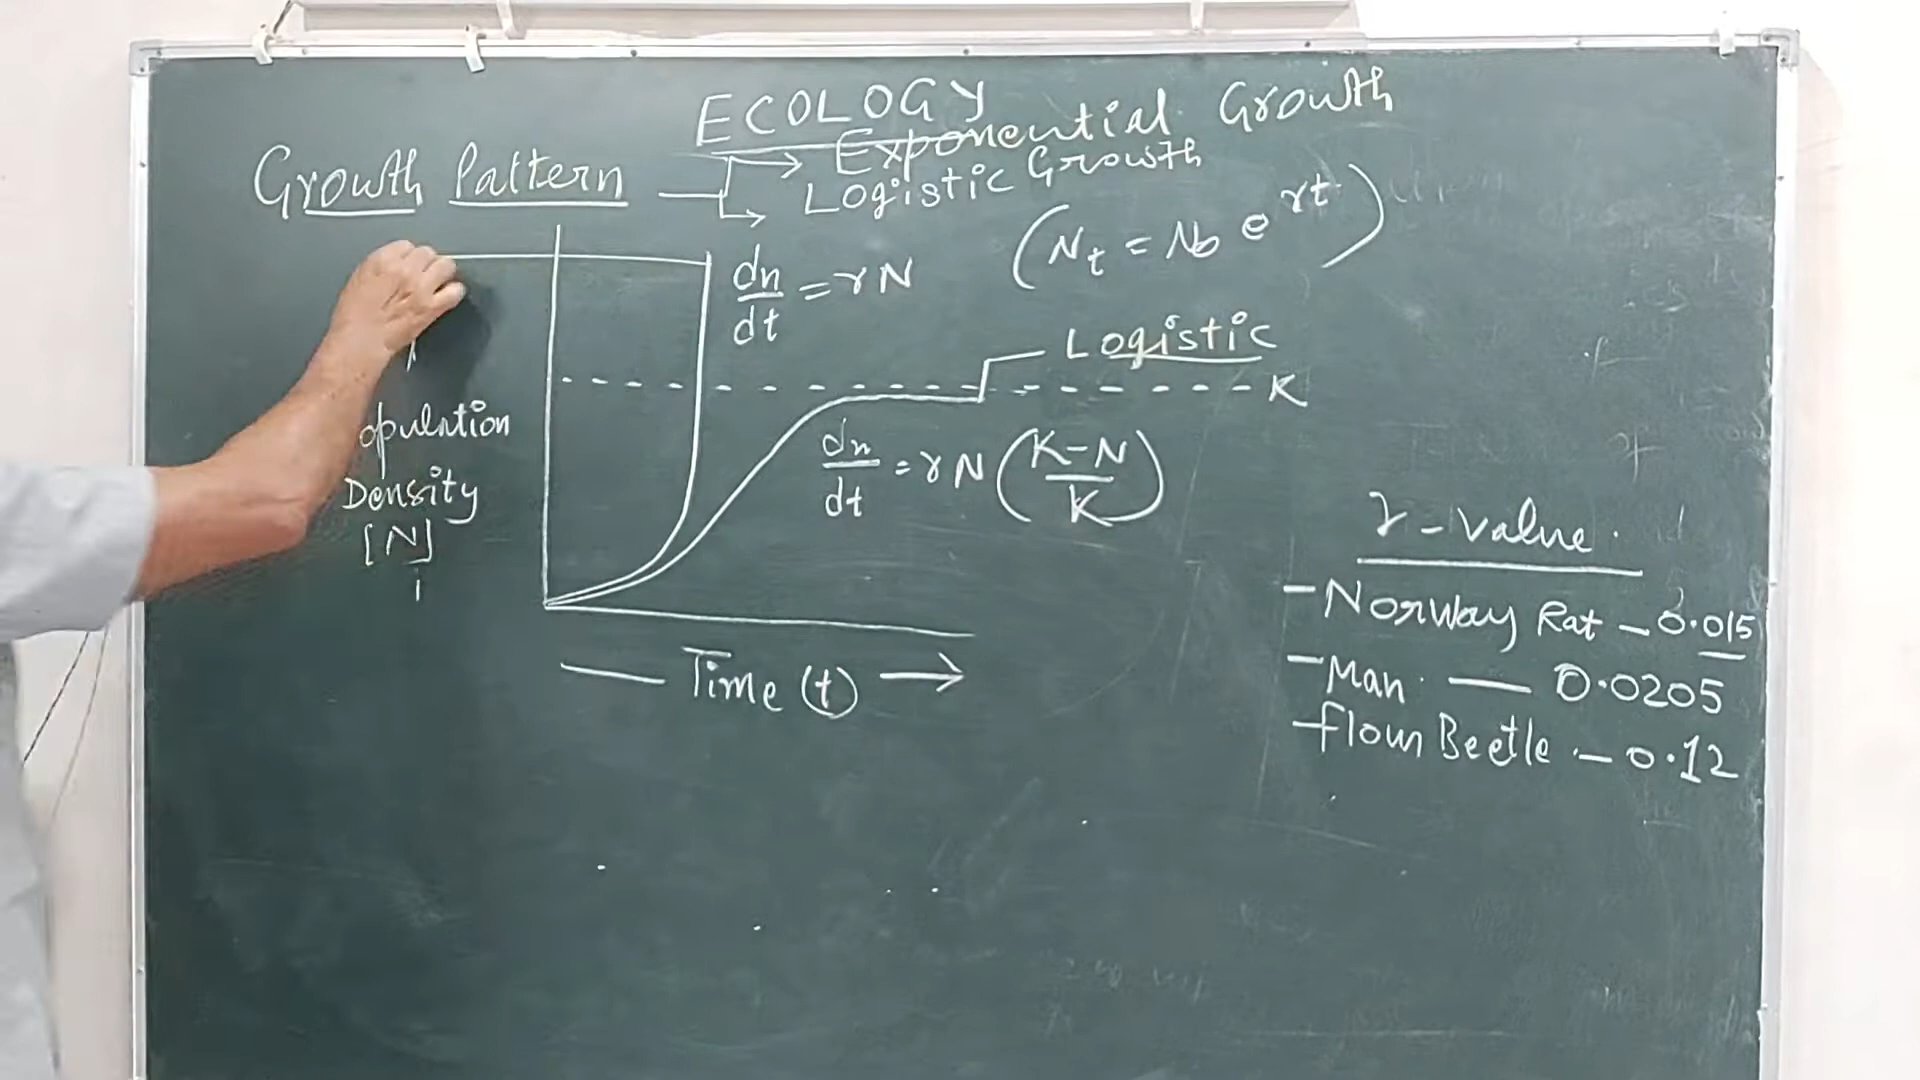 ECOLOGY
Growth Pattern
Exponential Growth
Logistic Growth
(Nt = No e^rt)
dn/dt = rN
Logistic
K
opulation
Density
[N]
dn/dt = rN (K-N/K)
Time (t)
r - value
- Norway Rat - 0.015
- Man - 0.0205
- flour Beetle - 0.12